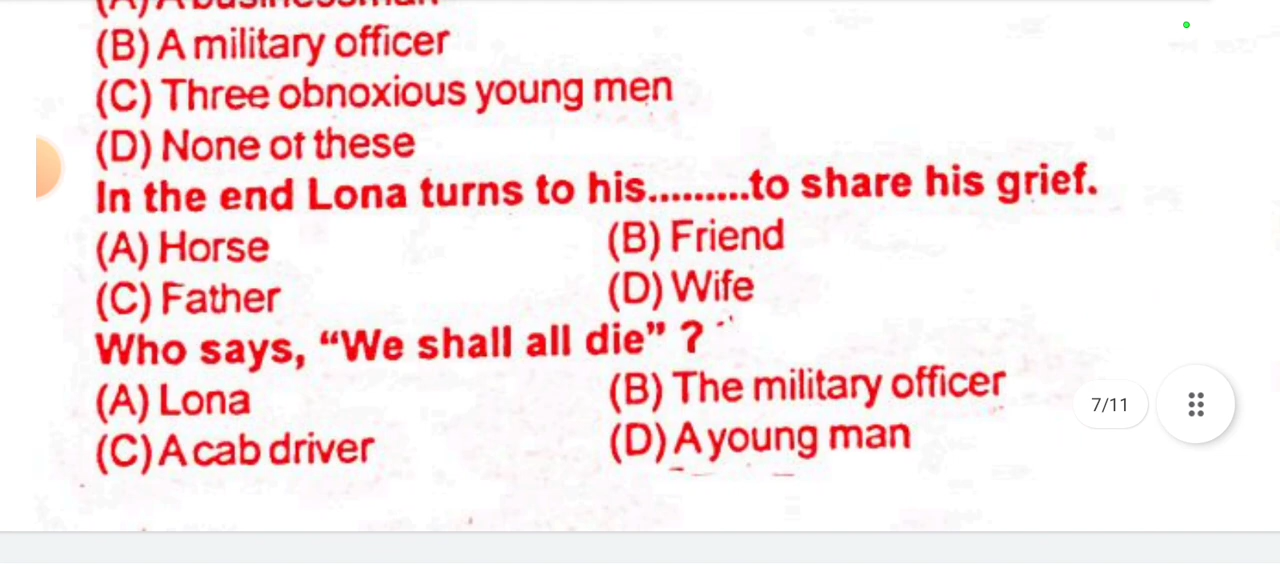 (A) A businessman
(B) A military officer
(C) Three obnoxious young men
(D) None of these
In the end Lona turns to his.........to share his grief.
(A) Horse (B) Friend
(C) Father (D) Wife
Who says, “We shall all die” ?
(A) Lona (B) The military officer
(C) A cab driver (D) A young man
7/11